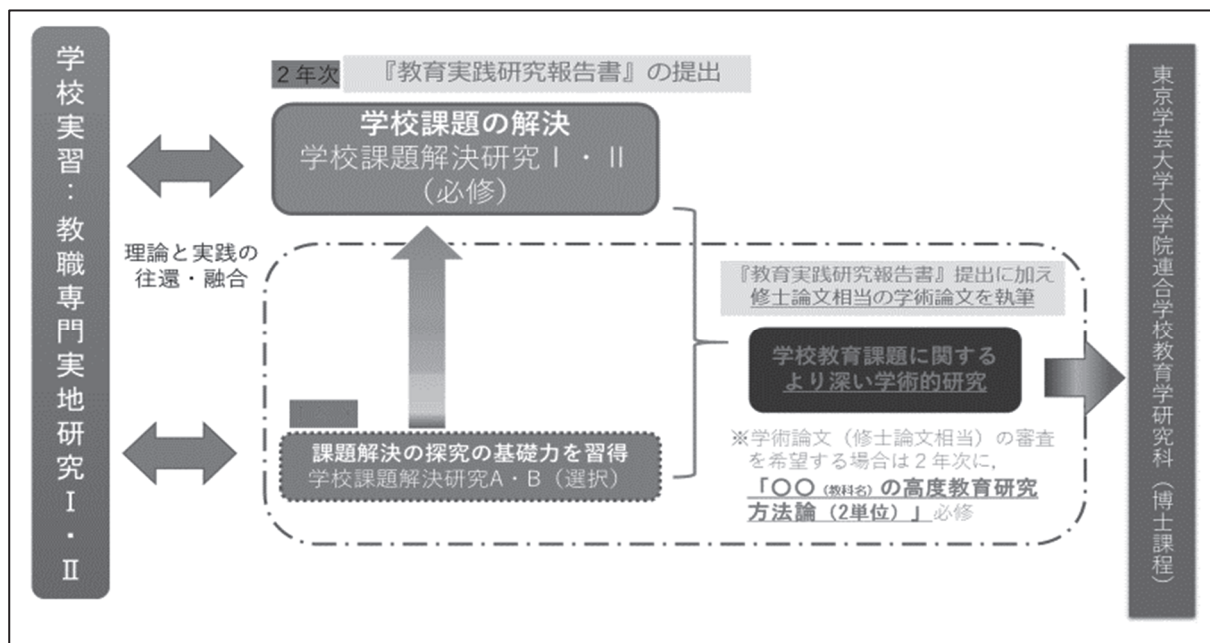 学校実習：教職専門実地研究Ⅰ・Ⅱ
2年次
『教育実践研究報告書』の提出
学校課題の解決
学校課題解決研究Ⅰ・Ⅱ
（必修）
理論と実践の
往還・融合
課題解決の探究の基礎力を習得
学校課題解決研究A・B（選択）
『教育実践研究報告書』提出に加え
修士論文相当の学術論文を執筆
学校教育課題に関する
より深い学術的研究
※学術論文（修士論文相当）の審査
を希望する場合は２年次に，
「〇〇（教科名）の高度教育研究
方法論（2単位）」必修
東京学芸大学大学院連合学校教育学研究科（博士課程）